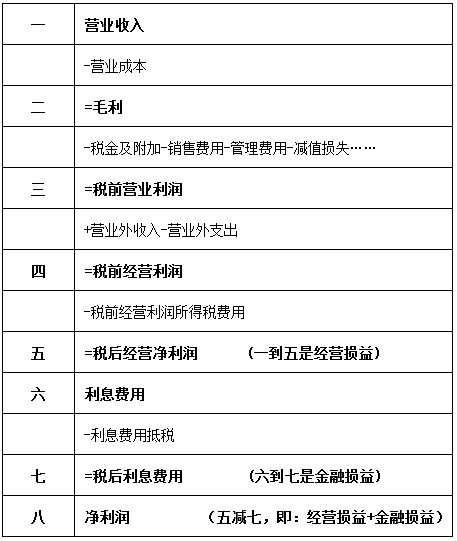 一 营业收入
-营业成本
二 =毛利
-税金及附加-销售费用-管理费用-减值损失……
三 =税前营业利润
+营业外收入-营业外支出
四 =税前经营利润
-税前经营利润所得税费用
五 =税后经营净利润 (一到五是经营损益)
六 利息费用
-利息费用抵税
七 =税后利息费用 (六到七是金融损益)
八 净利润 (五减七，即：经营损益+金融损益)